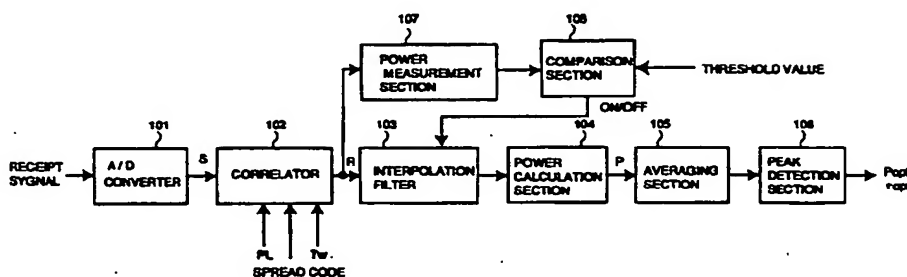 107
POWER
MEASUREMENT
SECTION
108
COMPARISON
SECTION
THRESHOLD VALUE
ON/OFF
101
A / D
CONVERTER
102
CORRELATOR
103
INTERPOLATION
FILTER
104
POWER
CALCULATION
SECTION
105
AVERAGING
SECTION
106
PEAK
DETECTION
SECTION
RECEIPT
SYGNAL
S
R
P
PL
Tw
SPREAD CODE